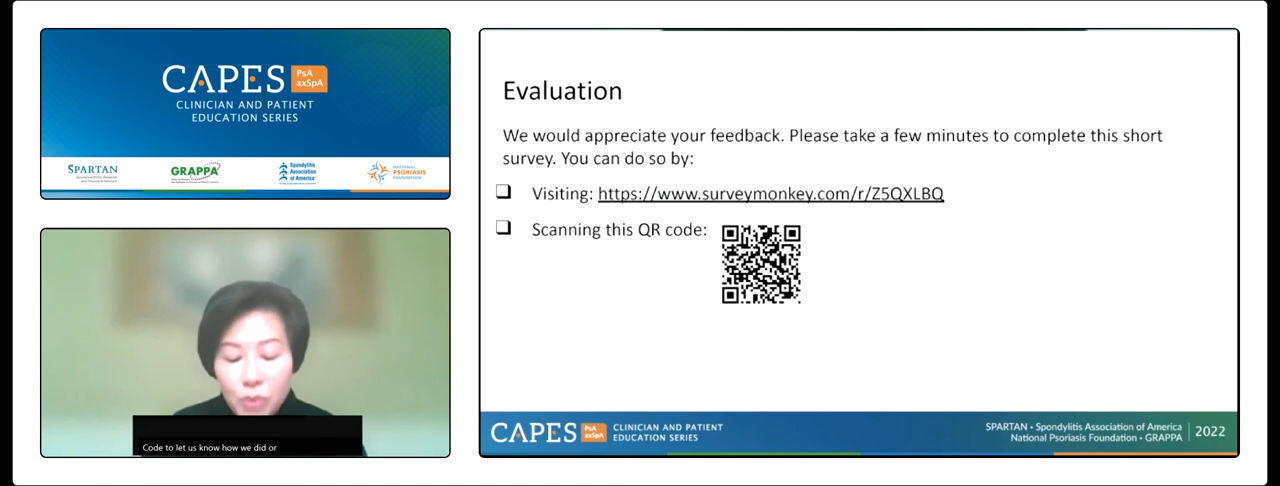 CAPES PsA axSpA
CLINICIAN AND PATIENT
EDUCATION SERIES
SPARTAN
GRAPPA
Spondylitis
Association
of America
NATIONAL
PSORIASIS
FOUNDATION
Code to let us know how we did or
Evaluation
We would appreciate your feedback. Please take a few minutes to complete this short
survey. You can do so by:
Visiting: https://www.surveymonkey.com/r/Z5QXLBQ
Scanning this QR code:
CAPES PsA axSpA
CLINICIAN AND PATIENT
EDUCATION SERIES
SPARTAN • Spondylitis Association of America
National Psoriasis Foundation • GRAPPA
2022